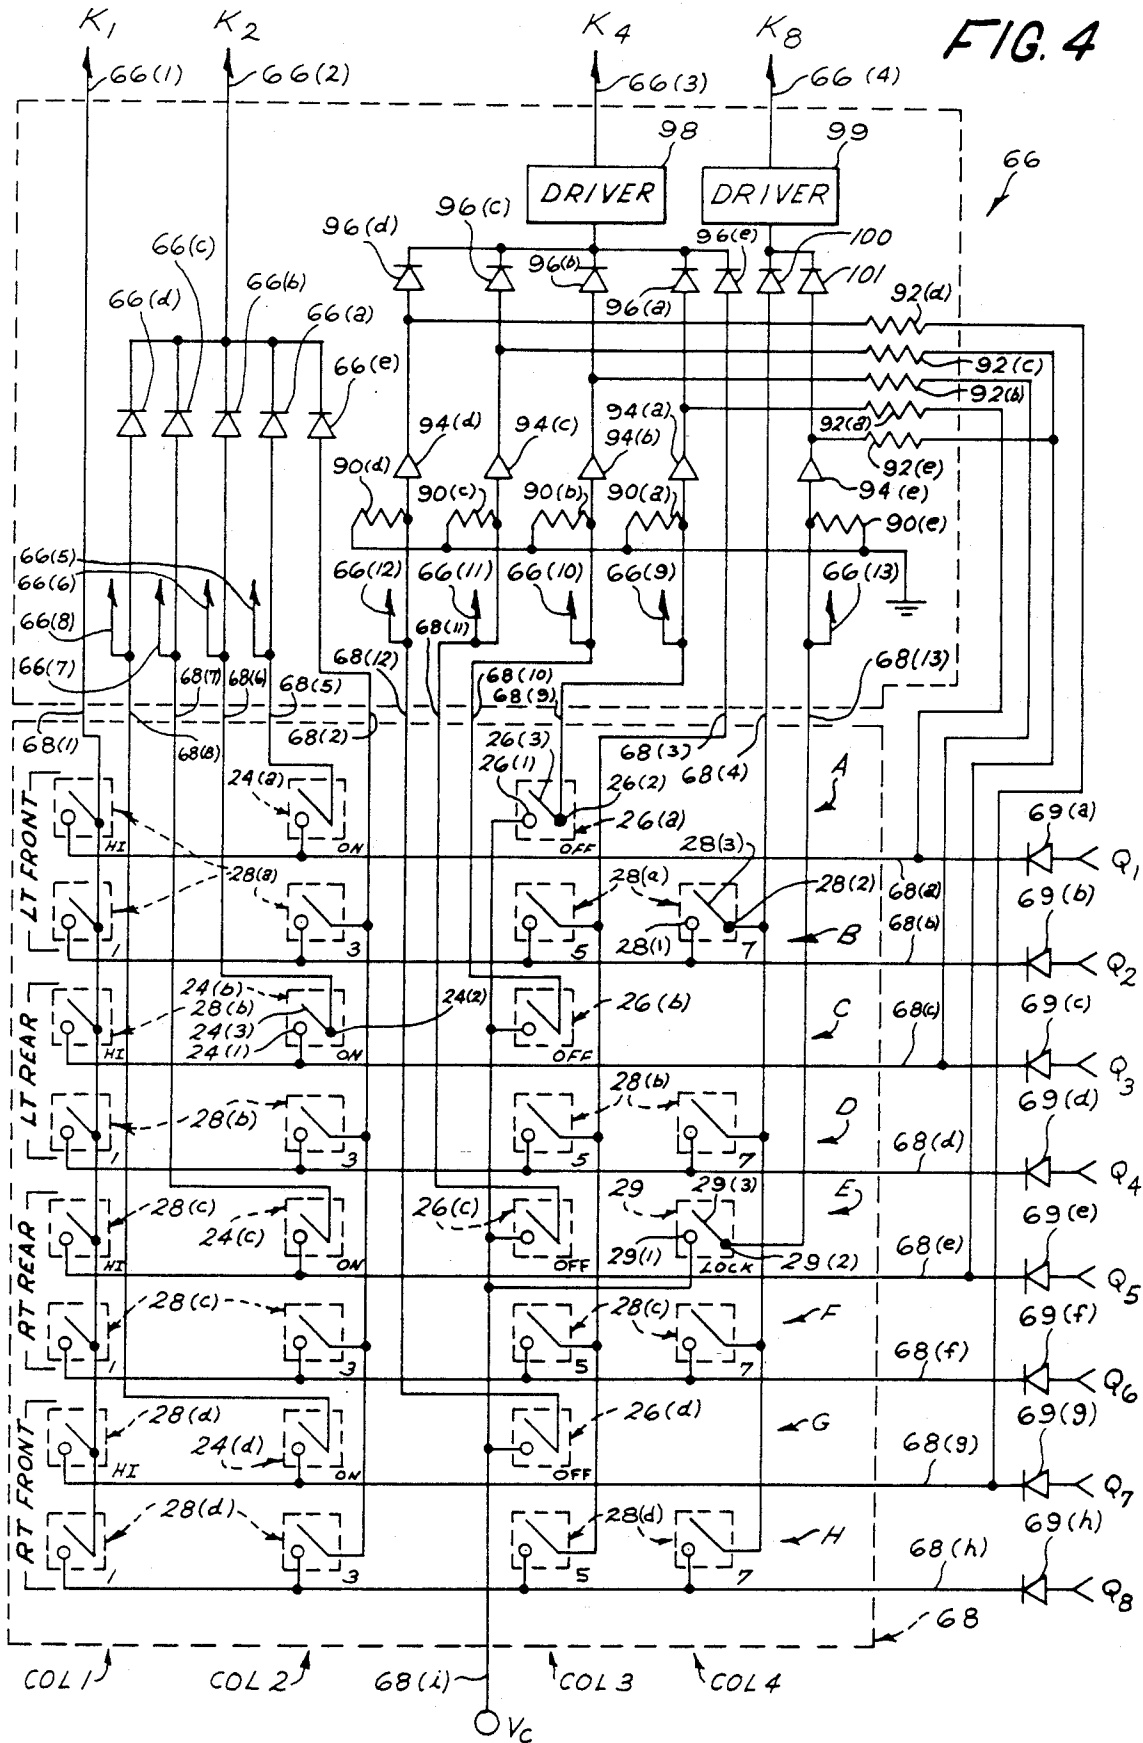 K1 K2 K4 K8 FIG. 4
66(1) 66(2) 66(3) 66(4)
98 99
66
DRIVER DRIVER
96(d) 96(c) 96(b) 96(a) 96(e) 100 101
66(d) 66(c) 66(b) 66(a) 66(e)
92(d)
92(c)
92(b)
92(a)
92(e)
94(d) 94(c) 94(b) 94(a) 94(e)
90(d) 90(c) 90(b) 90(a) 90(e)
66(5)
66(6)
66(8)
66(7)
66(12) 66(11) 66(10) 66(9) 66(13)
68(1) 68(8) 68(7) 68(6) 68(5) 68(2) 68(12) 68(11) 68(10) 68(9) 68(3) 68(4) 68(13)
LT FRONT
HI 24(a) ON 26(3) 26(1) 26(2) 26(a) OFF A 69(a) Q1
28(a) 28(a) 28(3) 28(2) 28(1) 68(a) 69(b)
1 3 5 7 B 68(b) Q2
LT REAR
24(b) 28(b) 24(3) 24(1) 24(2) HI ON 26(b) OFF C 68(c) 69(c) Q3
28(b) 28(b) 1 3 5 7 D 68(d) 69(d) Q4
RT REAR
28(c) HI 24(c) ON 26(c) OFF 29 29(3) 29(1) 29(2) LOCK E 68(e) 69(e) Q5
28(c) 28(c) 1 3 5 7 F 68(f) 69(f) Q6
RT FRONT
28(d) HI 24(d) ON 26(d) OFF G 68(g) 69(g) Q7
28(d) 28(d) 1 3 5 7 H 68(h) 69(h) Q8
68
COL1 COL2 68(i) COL3 COL4
VC